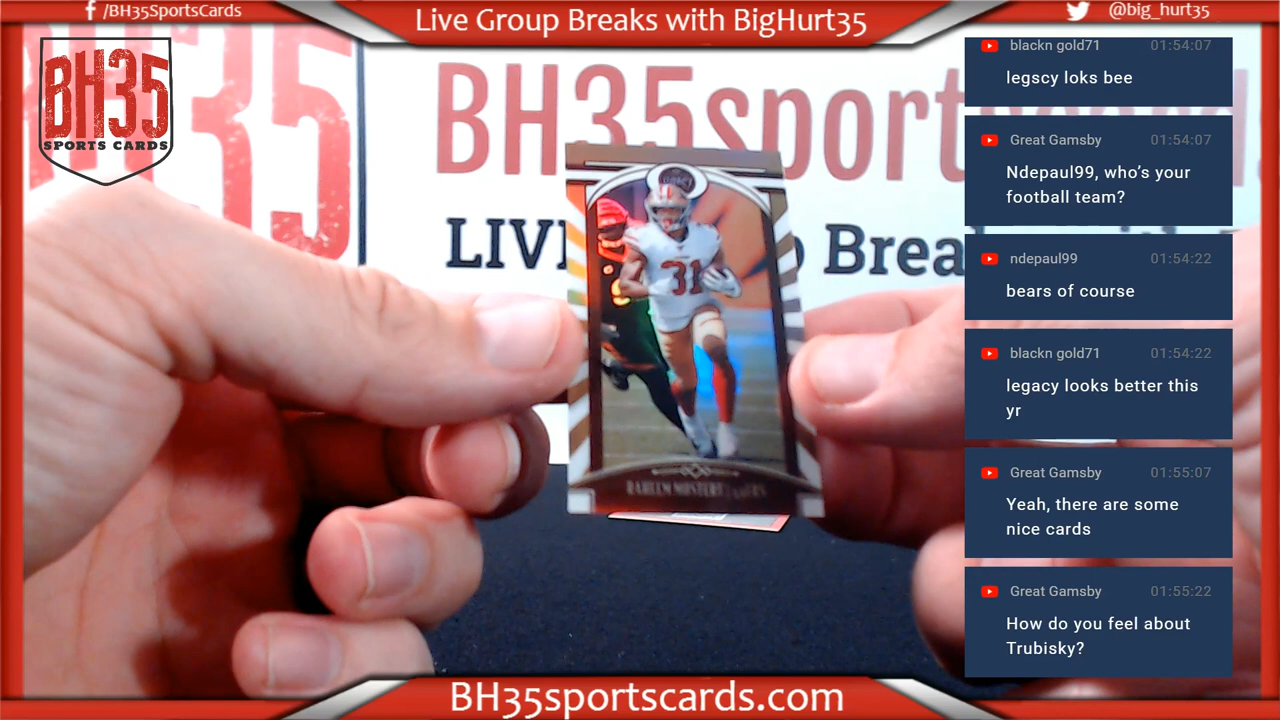 /BH35SportsCards
Live Group Breaks with BigHurt35
@big_hurt35
BH35
SPORTS CARDS
BH35sports
LIV
Brea
31
RAHEEM MOSTERT
blackn gold71 01:54:07
legscy loks bee
Great Gamsby 01:54:07
Ndepaul99, who's your
football team?
ndepaul99 01:54:22
bears of course
blackn gold71 01:54:22
legacy looks better this
yr
Great Gamsby 01:55:07
Yeah, there are some
nice cards
Great Gamsby 01:55:22
How do you feel about
Trubisky?
BH35sportscards.com